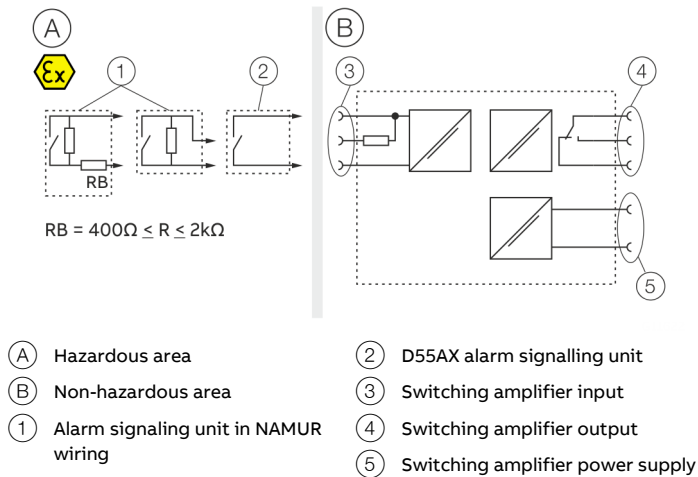 A
B
Ex
1
2
3
4
RB
RB = 400Ω ≤ R ≤ 2kΩ
5
A Hazardous area
B Non-hazardous area
1 Alarm signaling unit in NAMUR
wiring
2 D55AX alarm signalling unit
3 Switching amplifier input
4 Switching amplifier output
5 Switching amplifier power supply